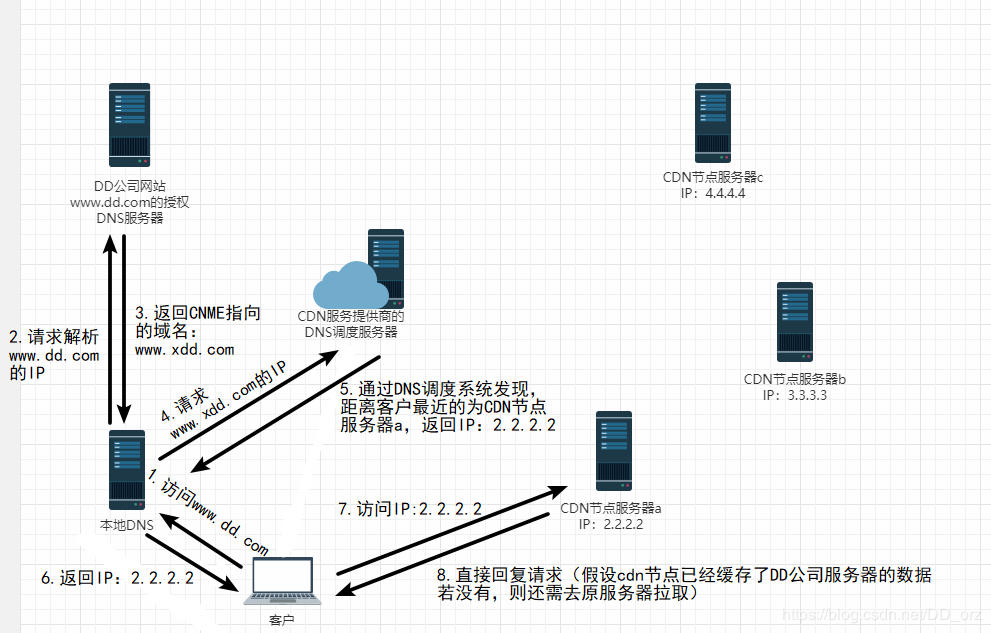 DD公司网站
www.dd.com的授权
DNS服务器
CDN节点服务器c
IP：4.4.4.4
2.请求解析
www.dd.com
的IP
3.返回CNME指向
的域名：
www.xdd.com
CDN服务提供商的
DNS调度服务器
CDN节点服务器b
IP：3.3.3.3
4.请求
www.xdd.com的IP
5.通过DNS调度系统发现，
距离客户最近的为CDN节点
服务器a，返回IP：2.2.2.2
本地DNS
1.访问www.dd.com
7.访问IP:2.2.2.2
CDN节点服务器a
IP：2.2.2.2
6.返回IP：2.2.2.2
8.直接回复请求（假设cdn节点已经缓存了DD公司服务器的数据
若没有，则还需去原服务器拉取）
客户
https://blog.csdn.net/DD_orz